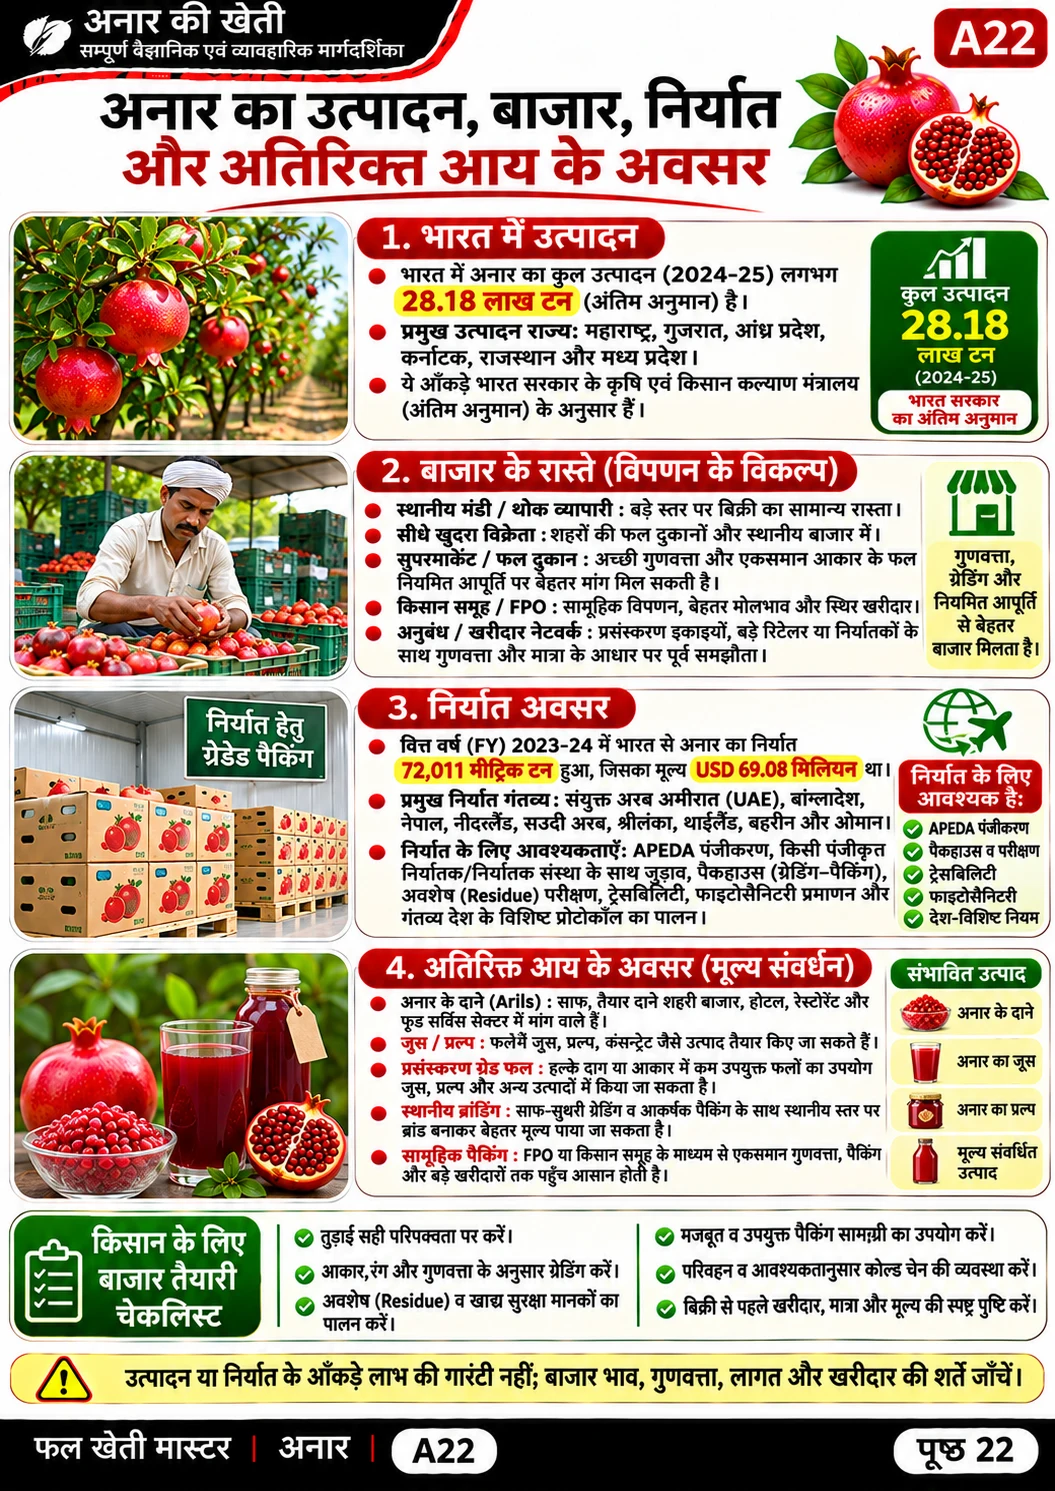 अनार की खेती
सम्पूर्ण वैज्ञानिक एवं व्यावहारिक मार्गदर्शिका
A22
अनार का उत्पादन, बाजार, निर्यात
और अतिरिक्त आय के अवसर
1. भारत में उत्पादन
भारत में अनार का कुल उत्पादन (2024-25) लगभग
28.18 लाख टन (अंतिम अनुमान) है।
प्रमुख उत्पादन राज्य: महाराष्ट्र, गुजरात, आंध्र प्रदेश,
कर्नाटक, राजस्थान और मध्य प्रदेश।
ये आँकड़े भारत सरकार के कृषि एवं किसान कल्याण मंत्रालय
(अंतिम अनुमान) के अनुसार हैं।
कुल उत्पादन
28.18
लाख टन
(2024-25)
भारत सरकार
का अंतिम अनुमान
2. बाजार के रास्ते (विपणन के विकल्प)
स्थानीय मंडी / थोक व्यापारी : बड़े स्तर पर बिक्री का सामान्य रास्ता।
सीधे खुदरा विक्रेता : शहरों की फल दुकानों और स्थानीय बाजार में।
सुपरमार्केट / फल दुकान : अच्छी गुणवत्ता और एकसमान आकार के फल
नियमित आपूर्ति पर बेहतर मांग मिल सकती है।
किसान समूह / FPO : सामूहिक विपणन, बेहतर मोलभाव और स्थिर खरीदार।
अनुबंध / खरीदार नेटवर्क : प्रसंस्करण इकाइयों, बड़े रिटेलर या निर्यातकों के
साथ गुणवत्ता और मात्रा के आधार पर पूर्व समझौता।
गुणवत्ता,
ग्रेडिंग और
नियमित आपूर्ति
से बेहतर
बाजार मिलता है।
निर्यात हेतु
ग्रेडेड पैकिंग
3. निर्यात अवसर
वित्त वर्ष (FY) 2023-24 में भारत से अनार का निर्यात
72,011 मीट्रिक टन हुआ, जिसका मूल्य USD 69.08 मिलियन था।
प्रमुख निर्यात गंतव्य : संयुक्त अरब अमीरात (UAE), बांग्लादेश,
नेपाल, नीदरलैंड, सउदी अरब, श्रीलंका, थाईलैंड, बहरीन और ओमान।
निर्यात के लिए आवश्यकताएँ: APEDA पंजीकरण, किसी पंजीकृत
निर्यातक/निर्यातक संस्था के साथ जुड़ाव, पैकहाउस (ग्रेडिंग–पैकिंग),
अवशेष (Residue) परीक्षण, ट्रेसबिलिटी, फाइटोसैनिटरी प्रमाणन और
गंतव्य देश के विशिष्ट प्रोटोकॉल का पालन।
निर्यात के लिए
आवश्यक है:
APEDA पंजीकरण
पैकहाउस व परीक्षण
ट्रेसबिलिटी
फाइटोसैनिटरी
देश-विशिष्ट नियम
4. अतिरिक्त आय के अवसर (मूल्य संवर्धन)
अनार के दाने (Arils) : साफ, तैयार दाने शहरी बाजार, होटल, रेस्टोरेंट और
फूड सर्विस सेक्टर में मांग वाले हैं।
जुस / प्रल्प : फलेमैं जुस, प्रल्प, कंसन्ट्रेट जैसे उत्पाद तैयार किए जा सकते हैं।
प्रसंस्करण ग्रेड फल : हल्के दाग या आकार में कम उपयुक्त फलों का उपयोग
जुस, प्रल्प और अन्य उत्पादों में किया जा सकता है।
स्थानीय ब्रांडिंग : साफ-सुथरी ग्रेडिंग व आकर्षक पैकिंग के साथ स्थानीय स्तर पर
ब्रांड बनाकर बेहतर मूल्य पाया जा सकता है।
सामूहिक पैकिंग : FPO या किसान समूह के माध्यम से एकसमान गुणवत्ता, पैकिंग
और बड़े खरीदारों तक पहुँच आसान होती है।
संभावित उत्पाद
अनार के दाने
अनार का जूस
अनार का प्रल्प
मूल्य संवर्धित
उत्पाद
किसान के लिए
बाजार तैयारी
चेकलिस्ट
तुड़ाई सही परिपक्वता पर करें।
आकार, रंग और गुणवत्ता के अनुसार ग्रेडिंग करें।
अवशेष (Residue) व खाद्य सुरक्षा मानकों का
पालन करें।
मजबूत व उपयुक्त पैकिंग सामग्री का उपयोग करें।
परिवहन व आवश्यकतानुसार कोल्ड चेन की व्यवस्था करें।
बिक्री से पहले खरीदार, मात्रा और मूल्य की स्पष्ट पुष्टि करें।
उत्पादन या निर्यात के आँकड़े लाभ की गारंटी नहीं; बाजार भाव, गुणवत्ता, लागत और खरीदार की शर्तें जाँचें।
फल खेती मास्टर | अनार | A22
पृष्ठ 22